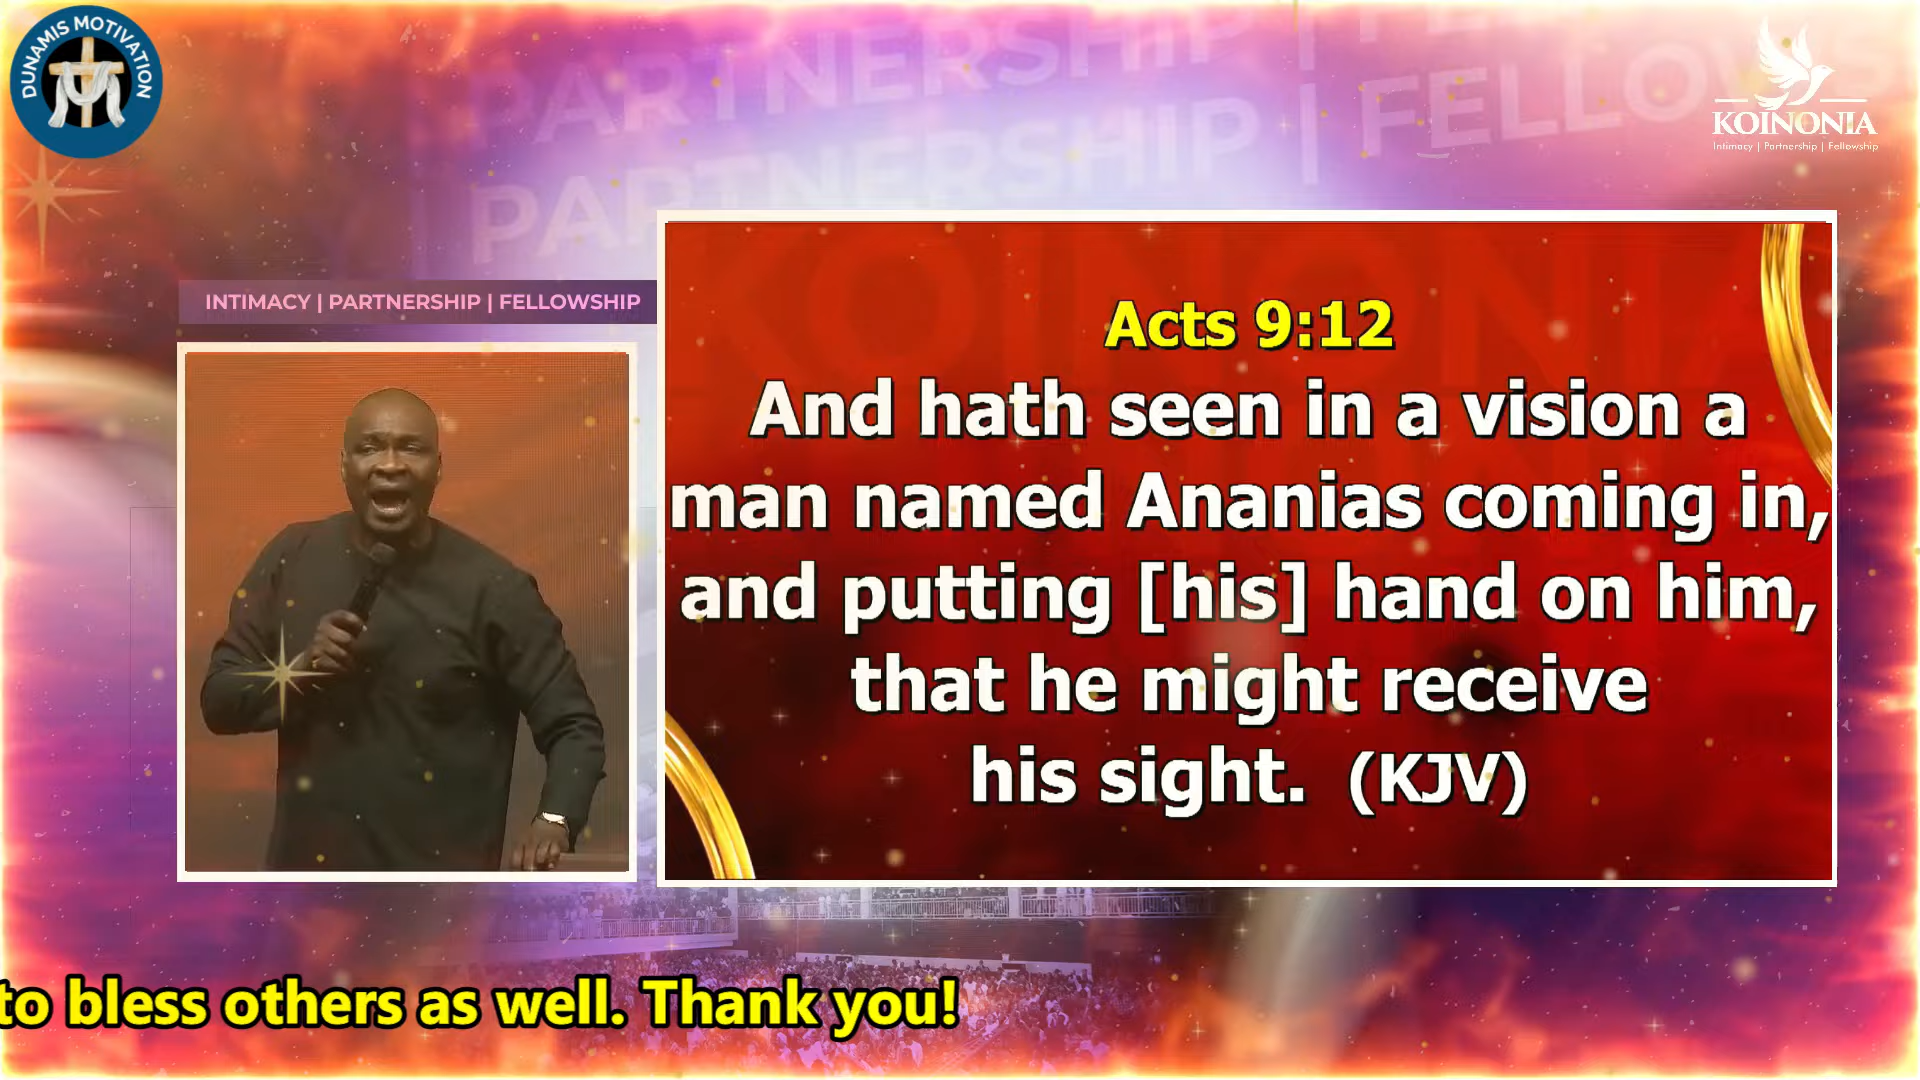 DUNAMIS MOTIVATION
PARTNERSHIP |
PARTNERSHIP | FELLOWS
KOINONIA
Intimacy | Partnership | Fellowship
INTIMACY | PARTNERSHIP | FELLOWSHIP
KOINONIA
Acts 9:12
And hath seen in a vision a
man named Ananias coming in,
and putting [his] hand on him,
that he might receive
his sight. (KJV)
to bless others as well. Thank you!